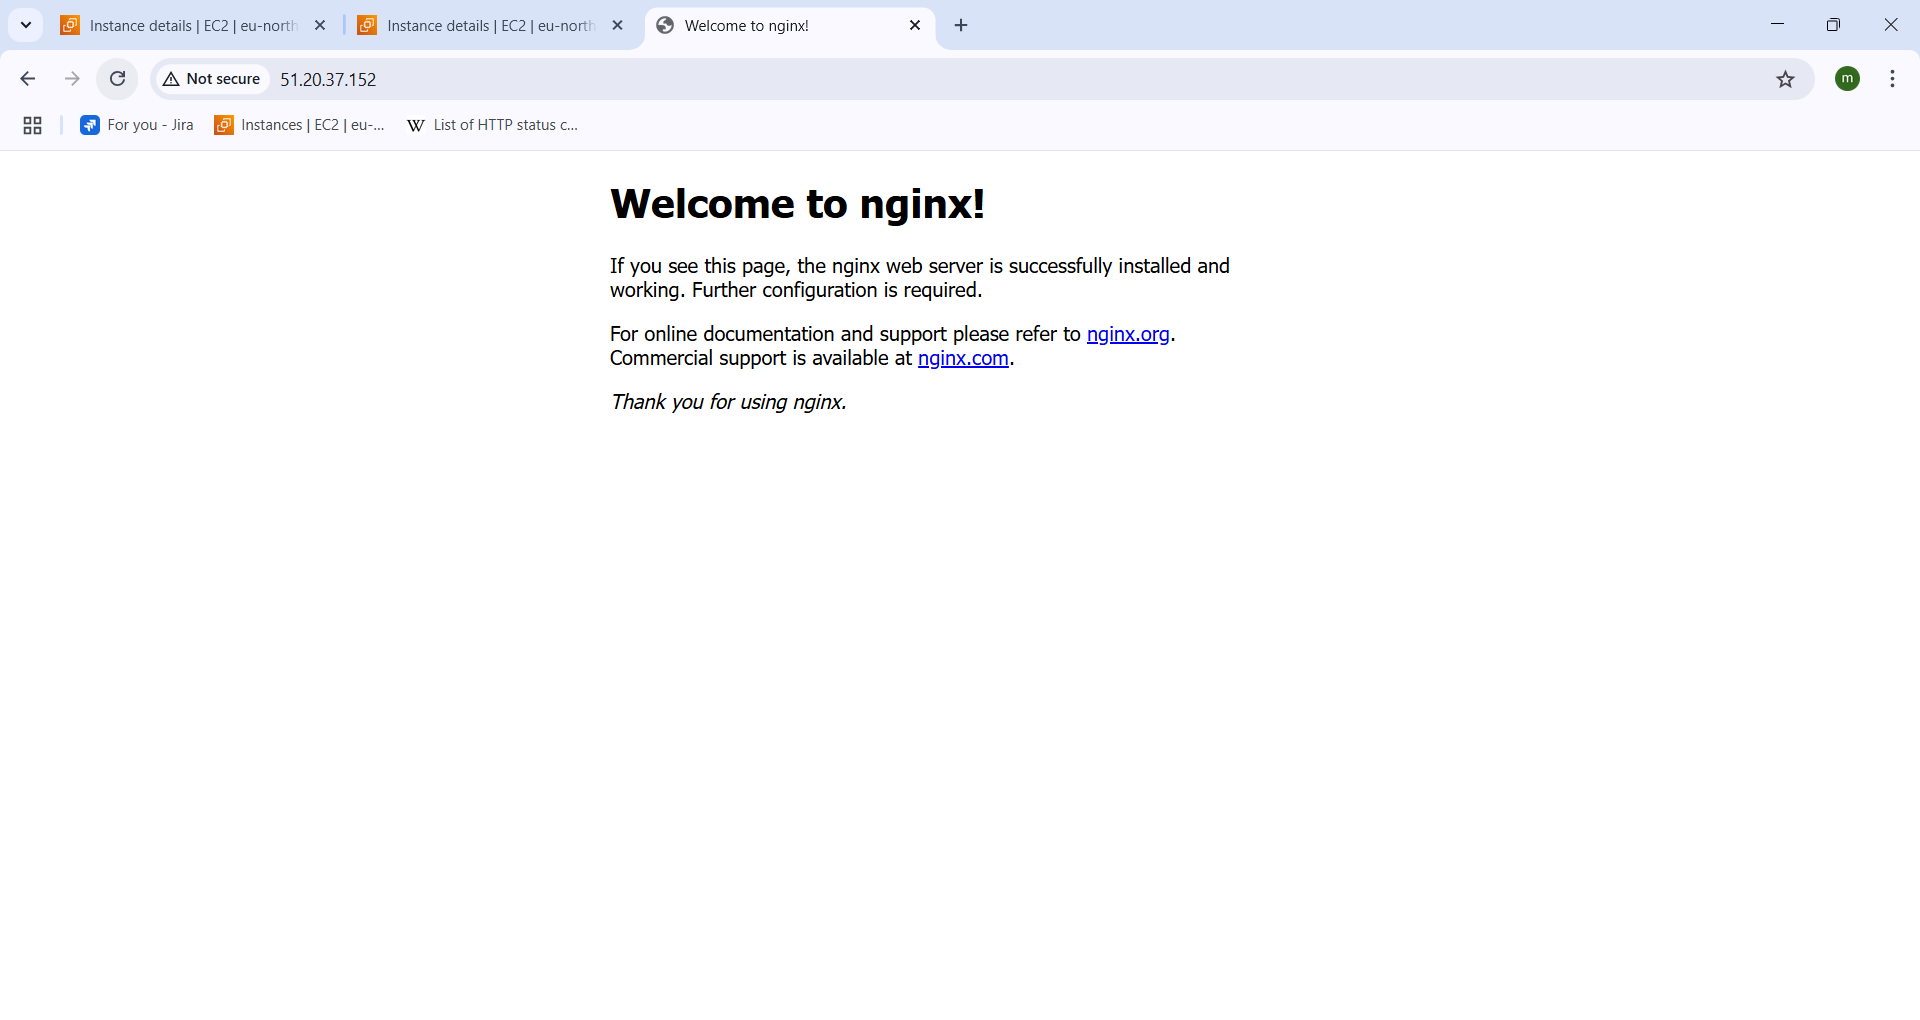 Instance details | EC2 | eu-north
Instance details | EC2 | eu-north
Welcome to nginx!
Not secure
51.20.37.152
m
For you - Jira
Instances | EC2 | eu-...
W
List of HTTP status c...
Welcome to nginx!
If you see this page, the nginx web server is successfully installed and
working. Further configuration is required.
For online documentation and support please refer to nginx.org.
Commercial support is available at nginx.com.
Thank you for using nginx.